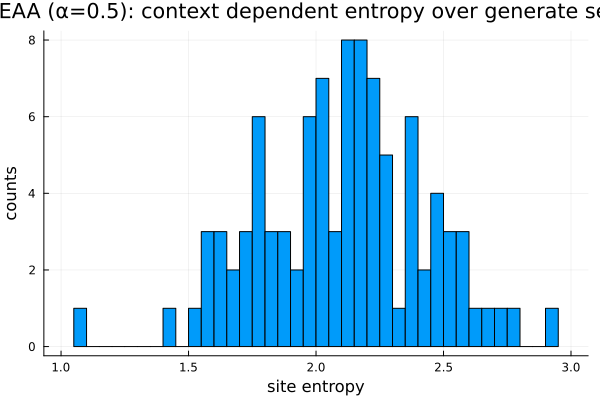 EAA (α=0.5): context dependent entropy over generate se
counts
8
6
4
2
0
1.0 1.5 2.0 2.5 3.0
site entropy